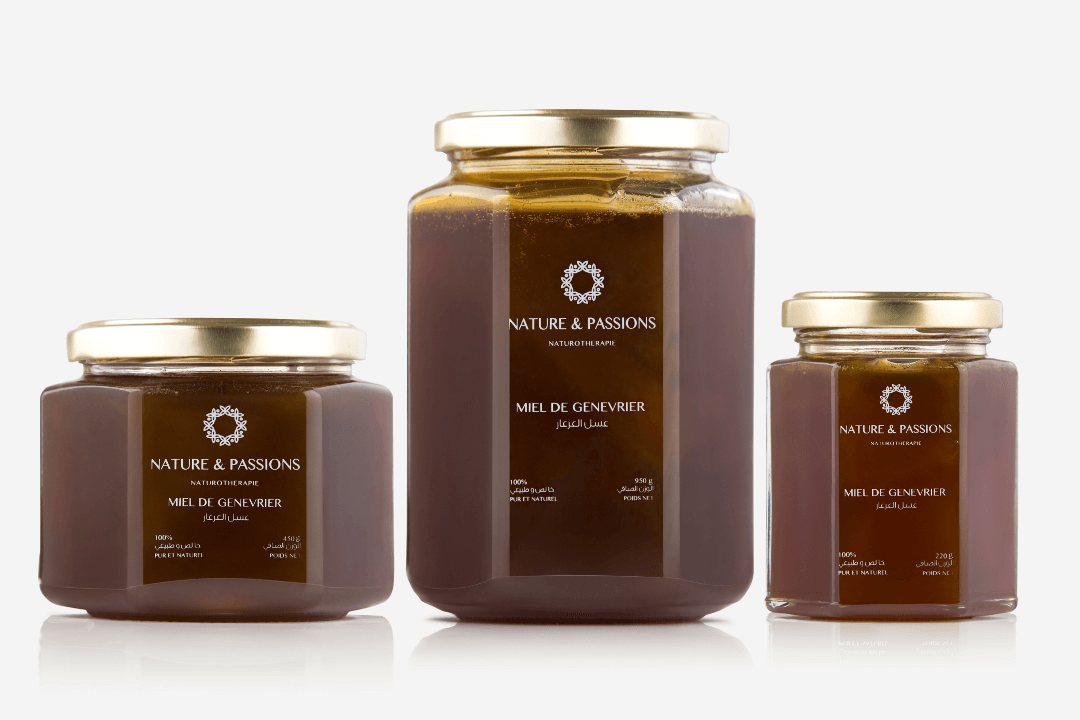 NATURE & PASSIONS
NATUROTHERAPIE
MIEL DE GENEVRIER
عسل العرعار
100%
خالص و طبيعي
PUR ET NATUREL
450 g
الوزن الصافي
POIDS NET
NATURE & PASSIONS
NATUROTHERAPIE
MIEL DE GENEVRIER
عسل العرعار
100%
خالص و طبيعي
PUR ET NATUREL
950 g
الوزن الصافي
POIDS NET
NATURE & PASSIONS
NATUROTHERAPIE
MIEL DE GENEVRIER
عسل العرعار
100%
خالص و طبيعي
PUR ET NATUREL
220 g
الوزن الصافي
POIDS NET